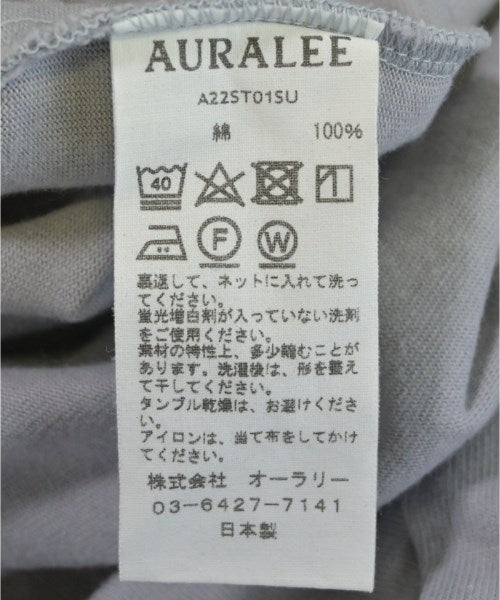 AURALEE
A22ST01SU
綿 100%
40
F W
裏返して、ネットに入れて洗っ
てください。
蛍光増白剤が入っていない洗剤
をご使用ください。
素材の特性上、多少縮むことが
あります。洗濯後は、形を整え
て干してください。
タンブル乾燥は、お避けくださ
い。
アイロンは、当て布をしてかけ
てください。
株式会社 オーラリー
03-6427-7141
日本製